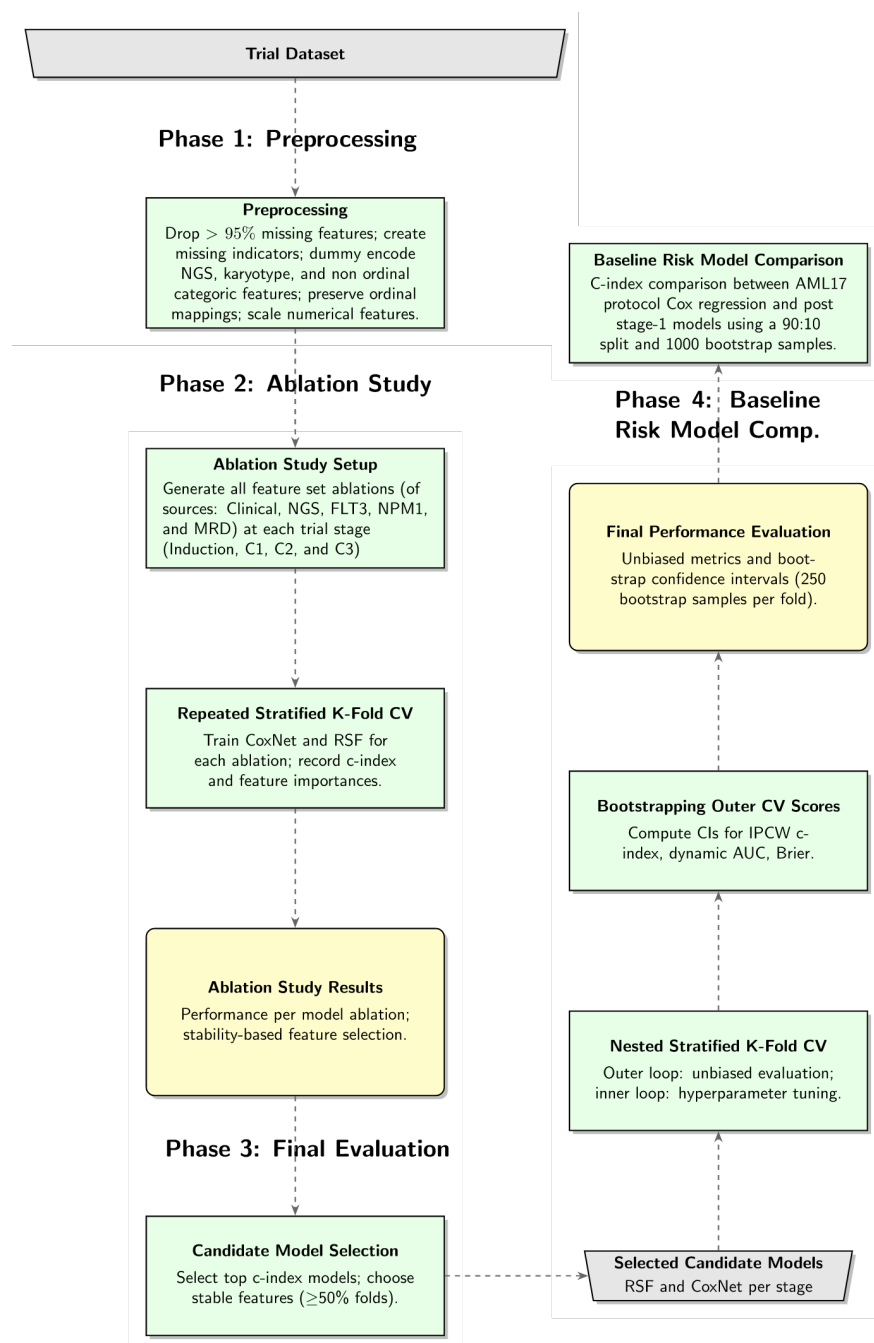 Trial Dataset
Phase 1: Preprocessing
Preprocessing
Drop > 95% missing features; create
missing indicators; dummy encode
NGS, karyotype, and non ordinal
categoric features; preserve ordinal
mappings; scale numerical features.
Phase 2: Ablation Study
Ablation Study Setup
Generate all feature set ablations (of
sources: Clinical, NGS, FLT3, NPM1,
and MRD) at each trial stage
(Induction, C1, C2, and C3)
Repeated Stratified K-Fold CV
Train CoxNet and RSF for
each ablation; record c-index
and feature importances.
Ablation Study Results
Performance per model ablation;
stability-based feature selection.
Phase 3: Final Evaluation
Candidate Model Selection
Select top c-index models; choose
stable features (≥50% folds).
Selected Candidate Models
RSF and CoxNet per stage
Nested Stratified K-Fold CV
Outer loop: unbiased evaluation;
inner loop: hyperparameter tuning.
Bootstrapping Outer CV Scores
Compute CIs for IPCW c-
index, dynamic AUC, Brier.
Final Performance Evaluation
Unbiased metrics and boot-
strap confidence intervals (250
bootstrap samples per fold).
Phase 4: Baseline
Risk Model Comp.
Baseline Risk Model Comparison
C-index comparison between AML17
protocol Cox regression and post
stage-1 models using a 90:10
split and 1000 bootstrap samples.